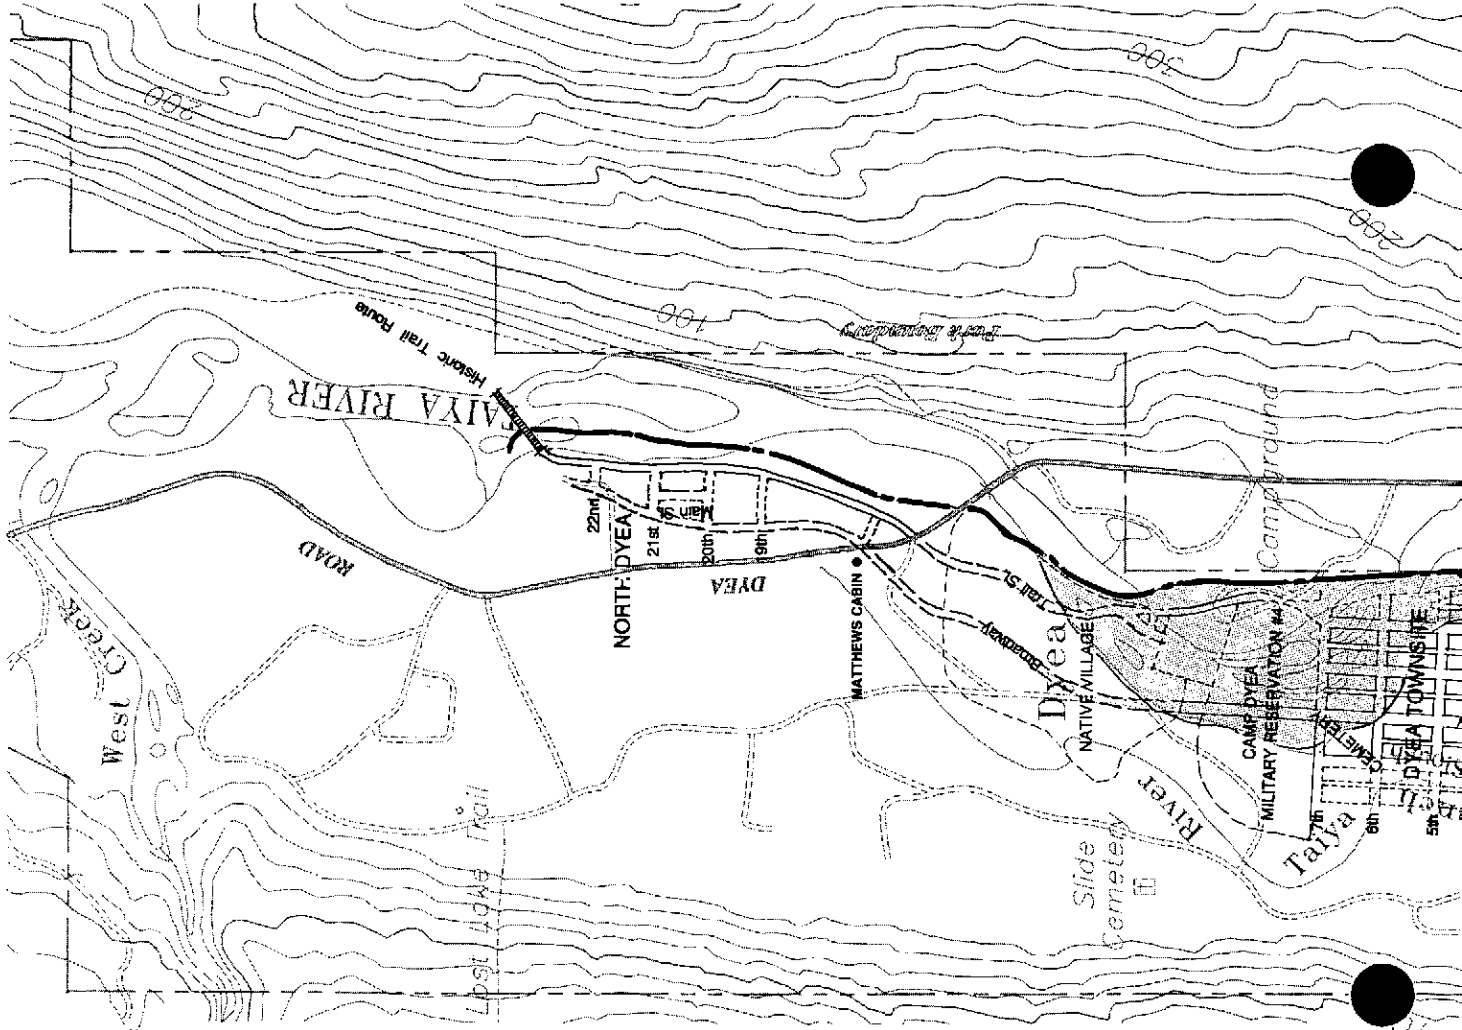 300
200
200
100
Park Boundary
Historic Trail Route
TAIYA RIVER
Campground
ROAD
DYEA
22nd
21st
20th
19th
Main St.
NORTH DYEA
MATTHEWS CABIN
Trail St.
Broadway
Dyea
NATIVE VILLAGE
West Creek
CAMP DYEA
MILITARY RESERVATION #4
CEMETERY
DYEA TOWNSITE
7th
6th
5th
Taiya
River
Slide
Cemetery
Lost Lake Trail